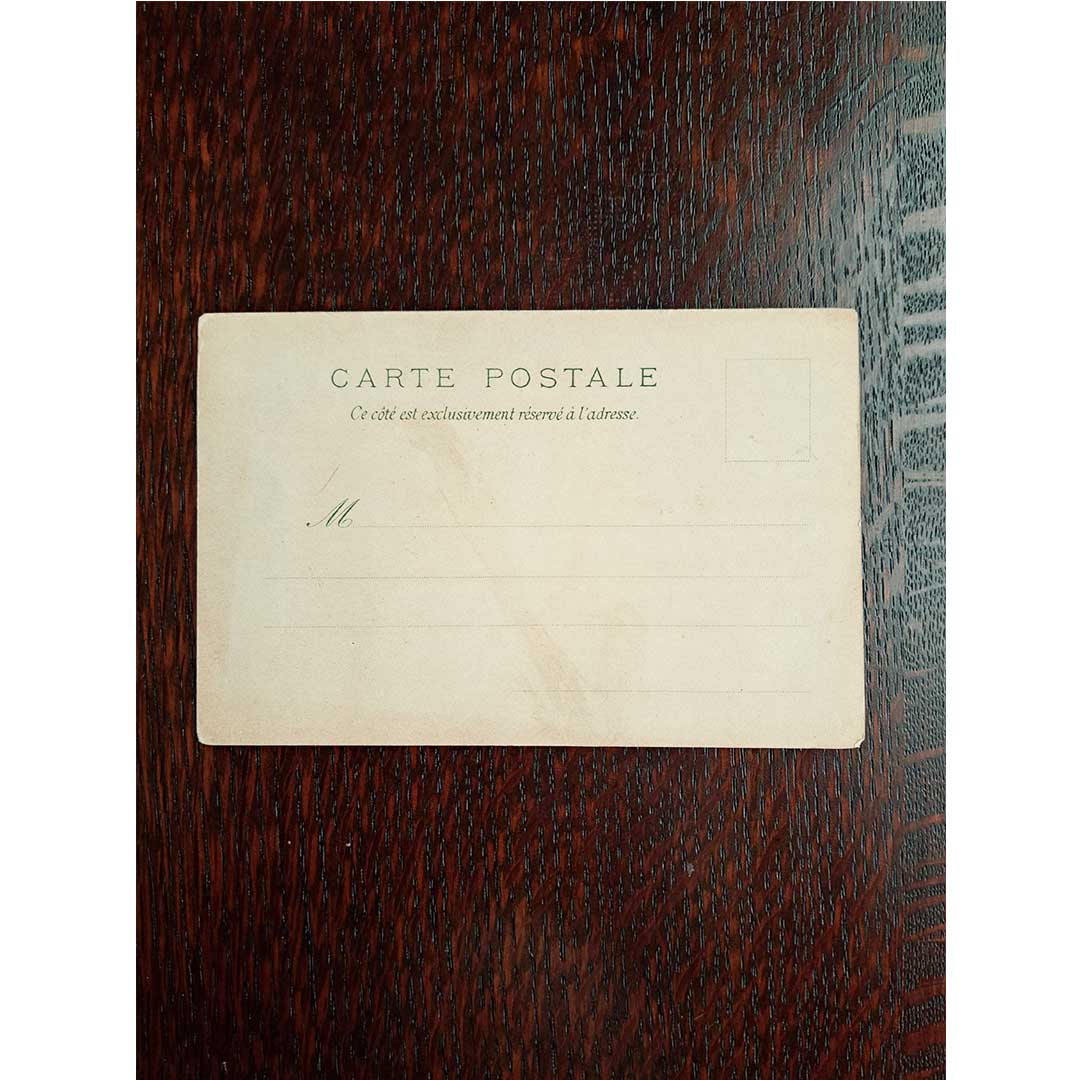 CARTE POSTALE
Ce côté est exclusivement réservé à l'adresse.
M